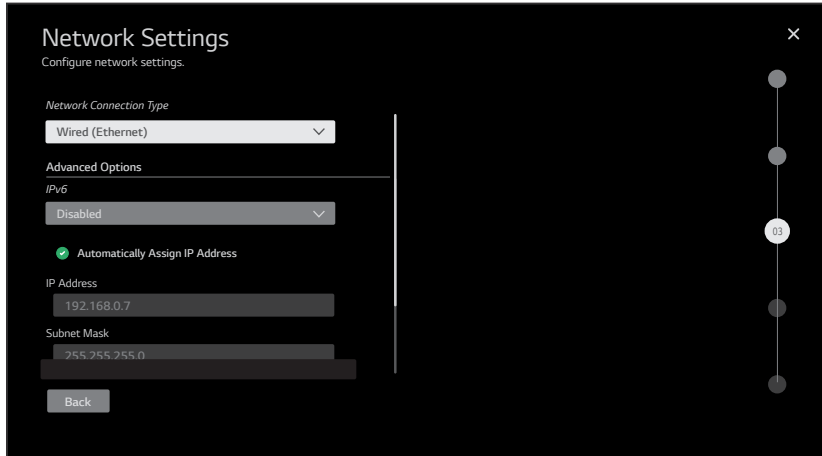 Network Settings
Configure network settings.
Network Connection Type
Wired (Ethernet)
Advanced Options
IPv6
Disabled
03
Automatically Assign IP Address
IP Address
192.168.0.7
Subnet Mask
255.255.255.0
Back